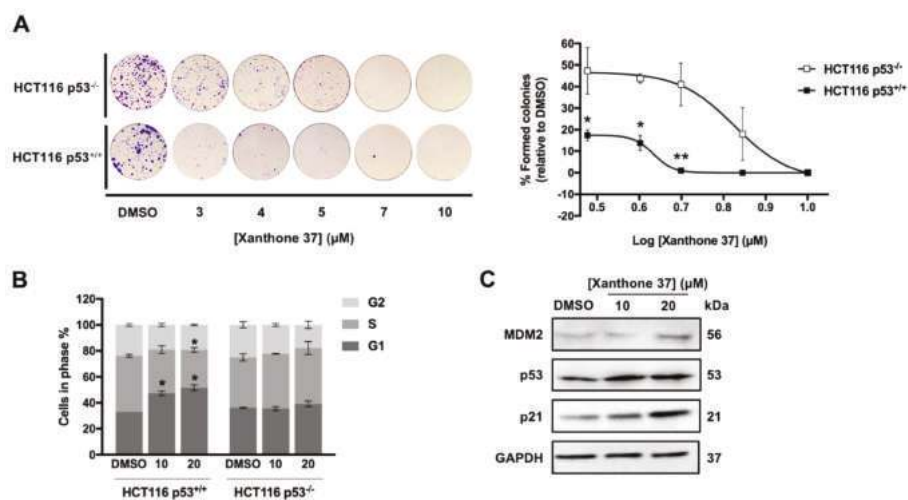 A
HCT116 p53-/-
HCT116 p53+/+
DMSO 3 4 5 7 10
[Xanthone 37] (µM)
% Formed colonies
(relative to DMSO)
60
50
40
30
20
10
0
-10
-20
* * **
0.5 0.6 0.7 0.8 0.9 1.0
Log [Xanthone 37] (µM)
HCT116 p53-/-
HCT116 p53+/+
B
Cells in phase %
120
100
80
60
40
20
0
*
* *
DMSO 10 20 DMSO 10 20
HCT116 p53+/+ HCT116 p53-/-
G2
S
G1
C
[Xanthone 37] (µM)
DMSO 10 20 kDa
MDM2 56
p53 53
p21 21
GAPDH 37